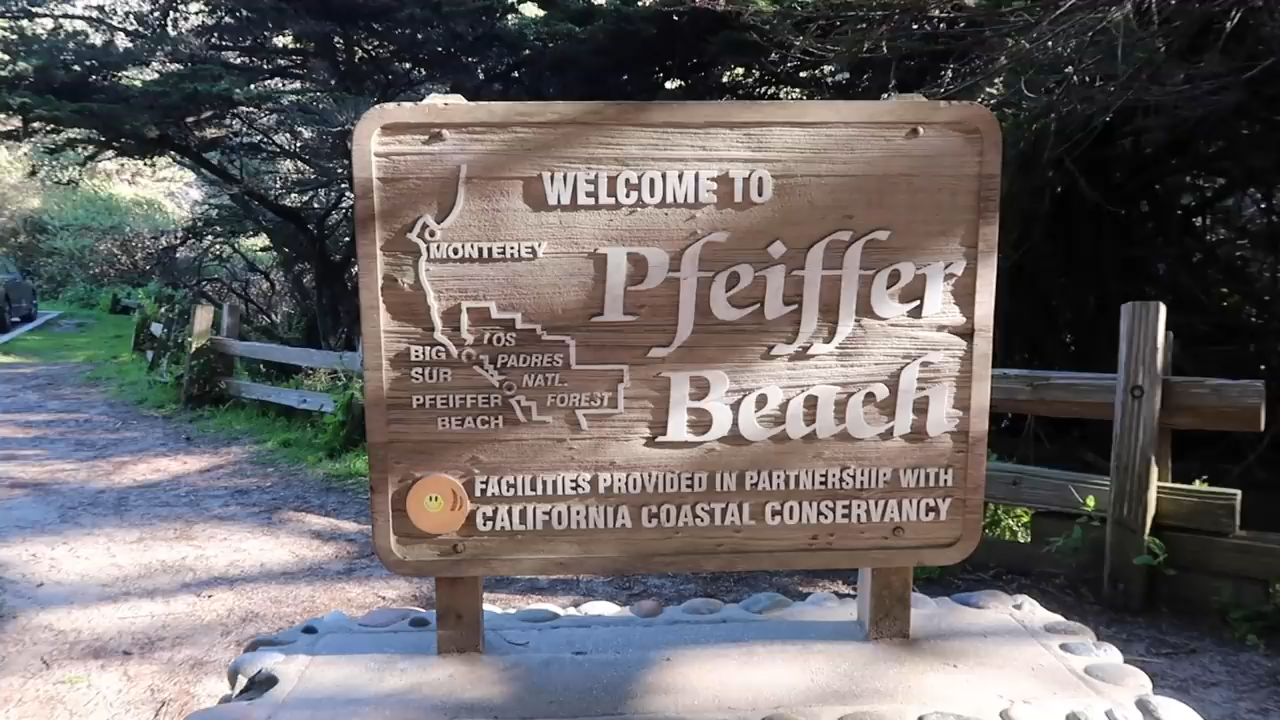 WELCOME TO
Pfeiffer
Beach
MONTEREY
BIG
SUR
PFEIFFER
BEACH
LOS
PADRES
NATL.
FOREST
FACILITIES PROVIDED IN PARTNERSHIP WITH
CALIFORNIA COASTAL CONSERVANCY